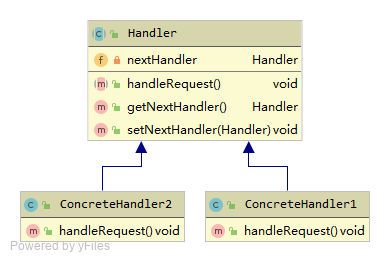 Handler
nextHandler Handler
handleRequest() void
getNextHandler() Handler
setNextHandler(Handler) void
ConcreteHandler2
handleRequest() void
ConcreteHandler1
handleRequest() void
Powered by yFiles